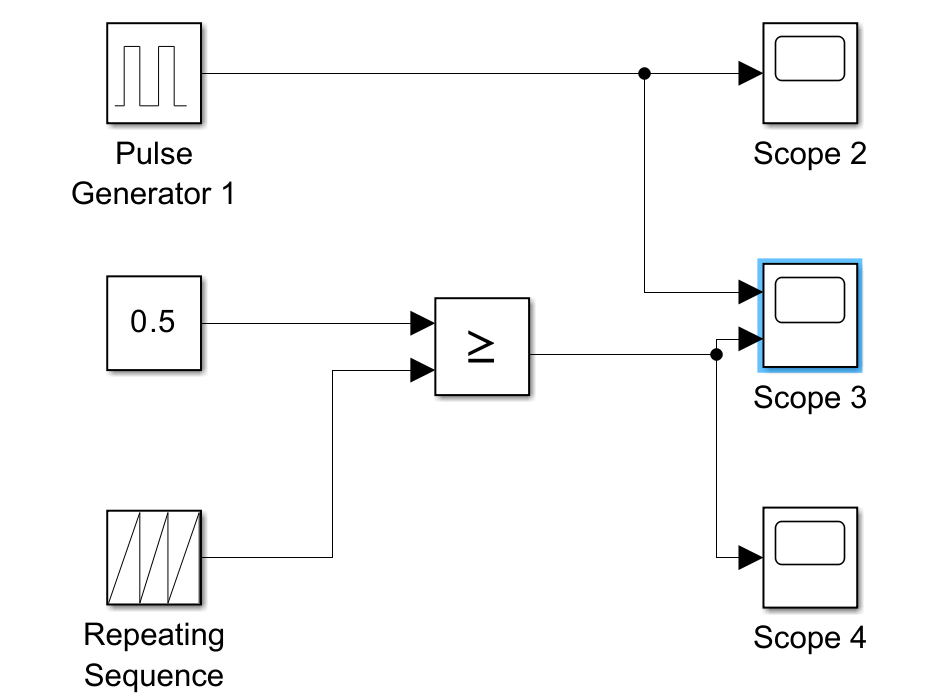 Pulse
Generator 1
Scope 2
0.5
≥
Scope 3
Repeating
Sequence
Scope 4